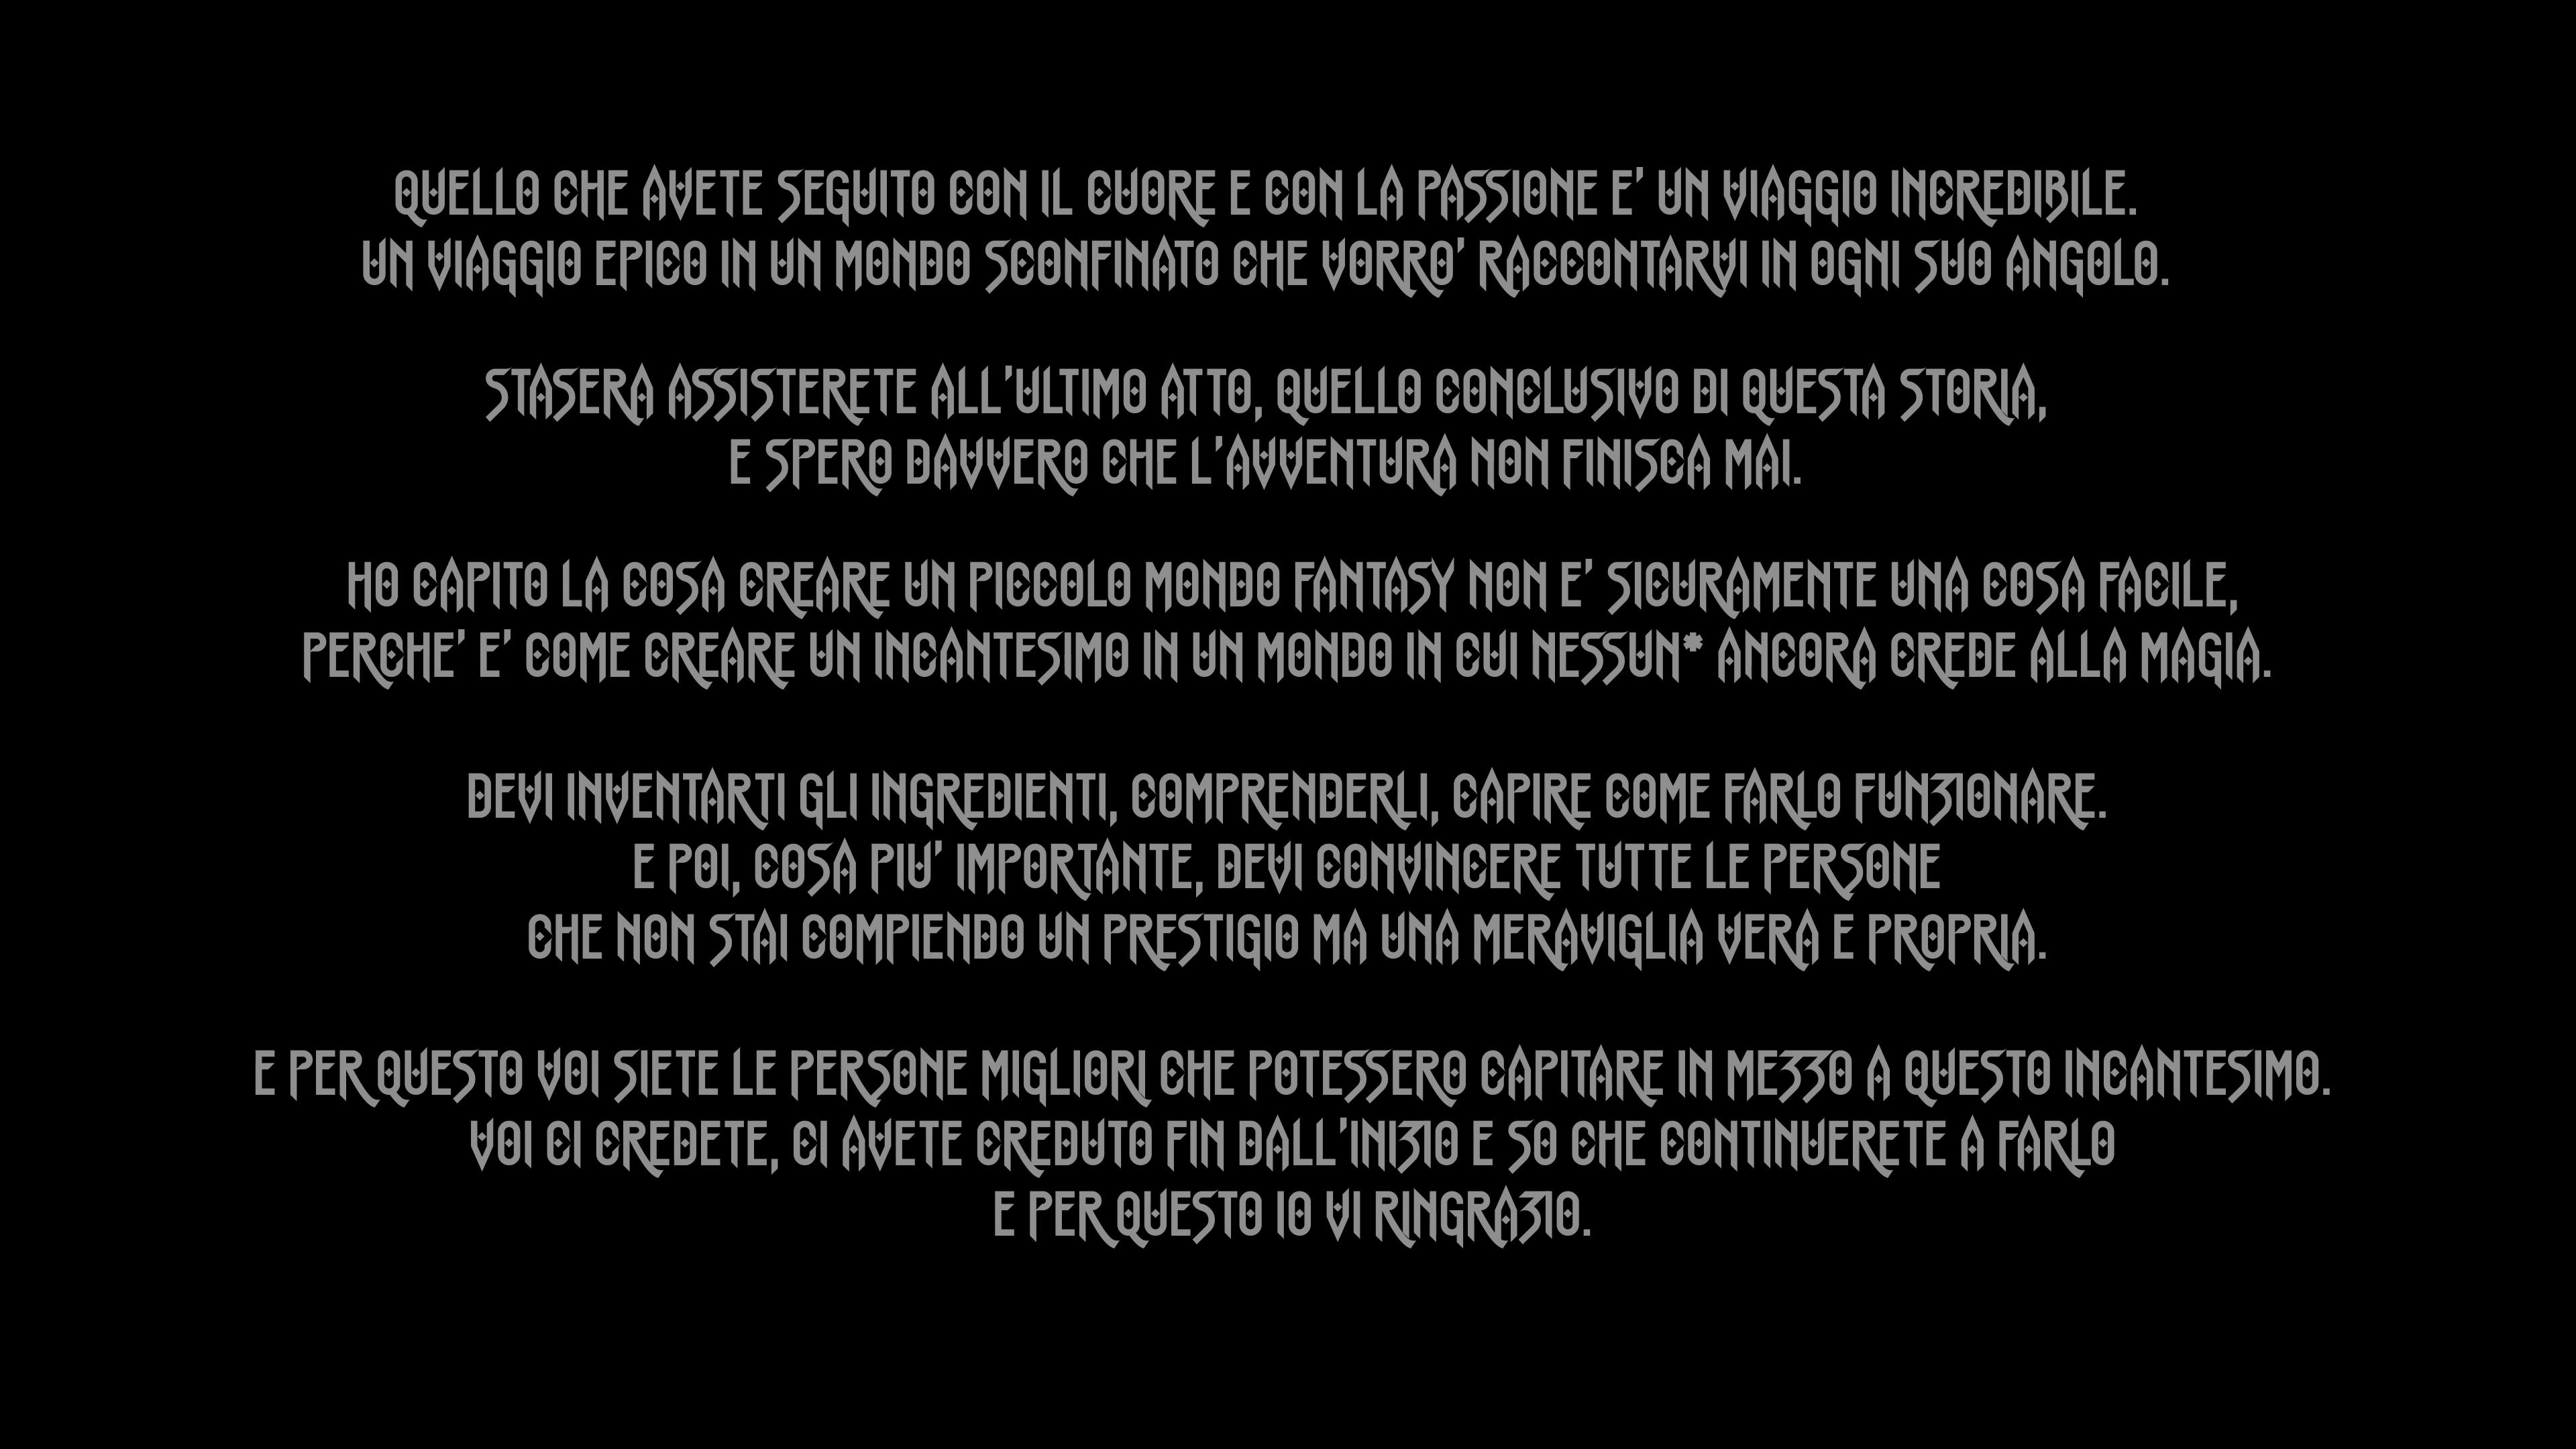 QUELLO CHE AVETE SEGUITO CON IL CUORE E CON LA PASSIONE E' UN VIAGGIO INCREDIBILE.
UN VIAGGIO EPICO IN UN MONDO SCONFINATO CHE VORRO' RACCONTARVI IN OGNI SUO ANGOLO.
STASERA ASSISTERETE ALL'ULTIMO ATTO, QUELLO CONCLUSIVO DI QUESTA STORIA,
E SPERO DAVVERO CHE L'AVVENTURA NON FINISCA MAI.
HO CAPITO LA COSA CREARE UN PICCOLO MONDO FANTASY NON E' SICURAMENTE UNA COSA FACILE,
PERCHE' E' COME CREARE UN INCANTESIMO IN UN MONDO IN CUI NESSUN* ANCORA CREDE ALLA MAGIA.
DEVI INVENTARTI GLI INGREDIENTI, COMPRENDERLI, CAPIRE COME FARLO FUNZIONARE.
E POI, COSA PIU' IMPORTANTE, DEVI CONVINCERE TUTTE LE PERSONE
CHE NON STAI COMPIENDO UN PRESTIGIO MA UNA MERAVIGLIA VERA E PROPRIA.
E PER QUESTO VOI SIETE LE PERSONE MIGLIORI CHE POTESSERO CAPITARE IN MEZZO A QUESTO INCANTESIMO.
VOI CI CREDETE, CI AVETE CREDUTO FIN DALL'INIZIO E SO CHE CONTINUERETE A FARLO
E PER QUESTO IO VI RINGRAZIO.